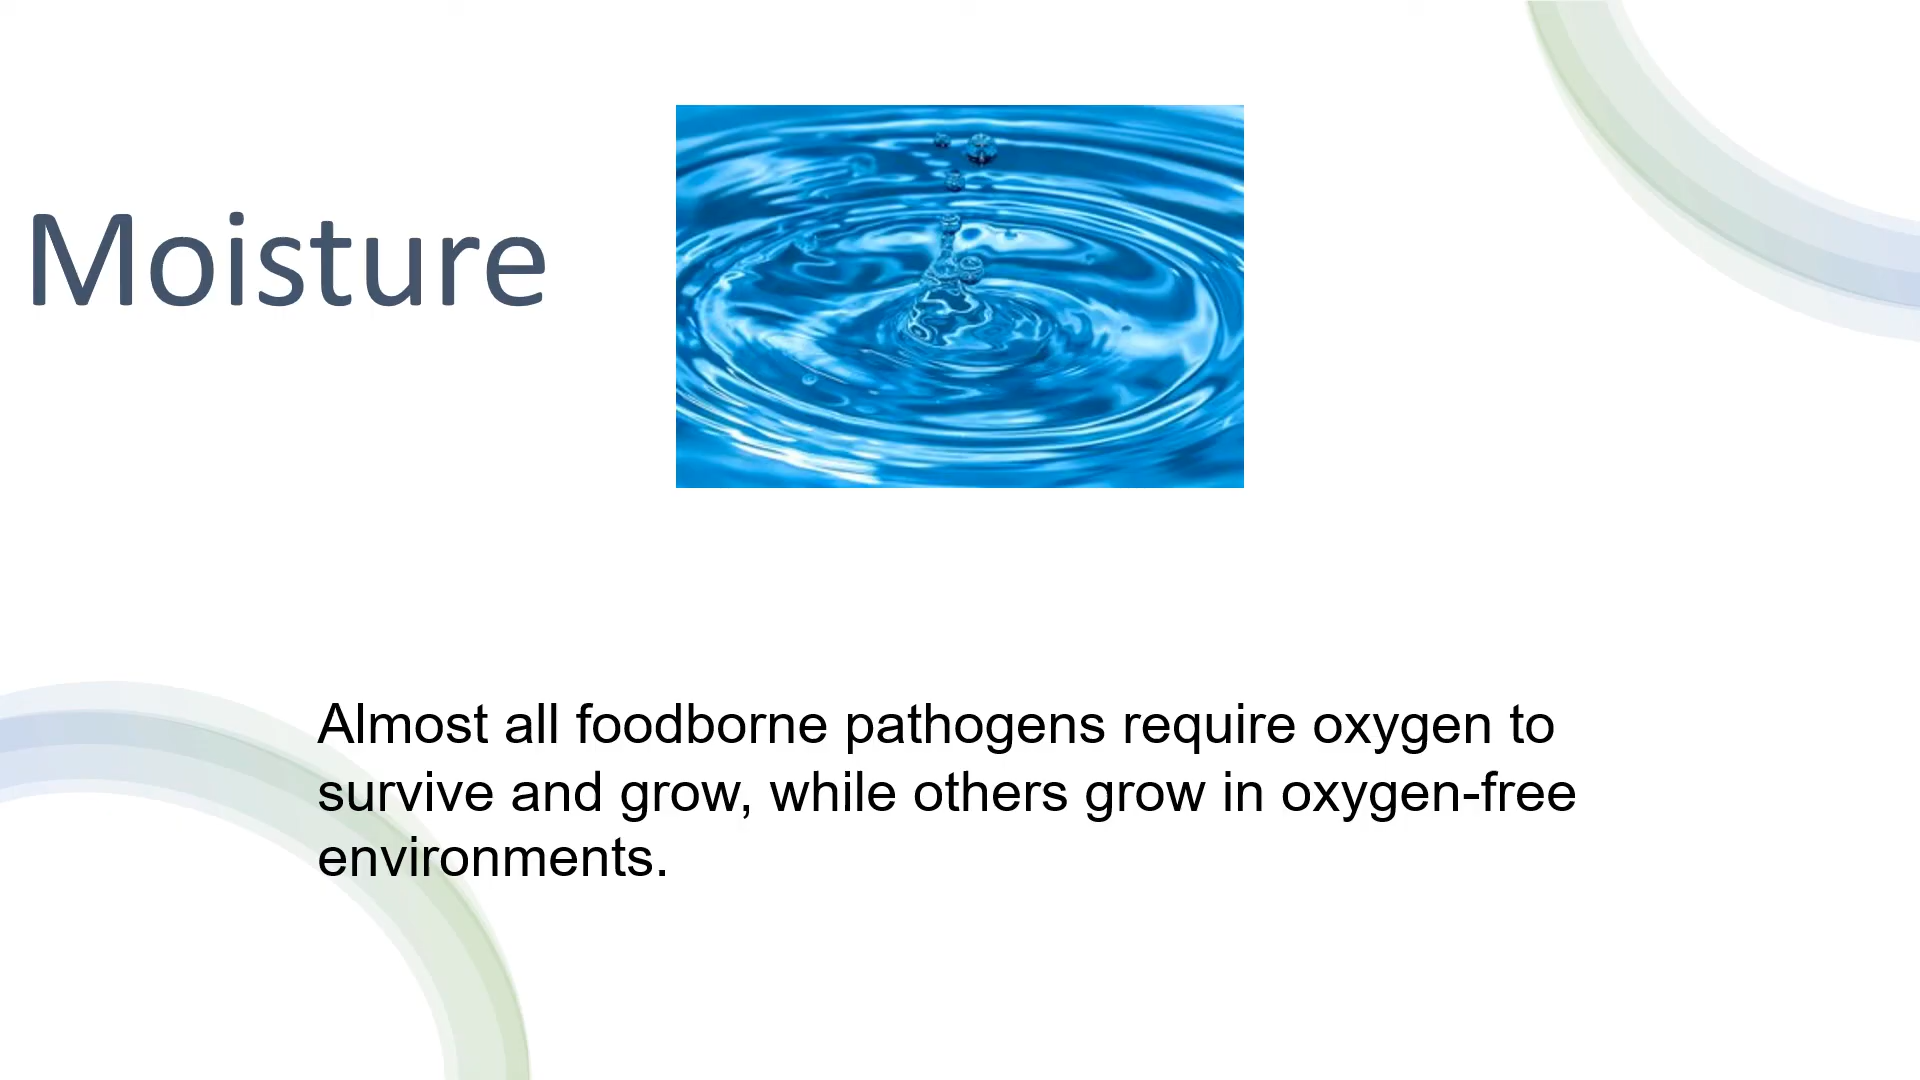 Moisture
Almost all foodborne pathogens require oxygen to
survive and grow, while others grow in oxygen-free
environments.